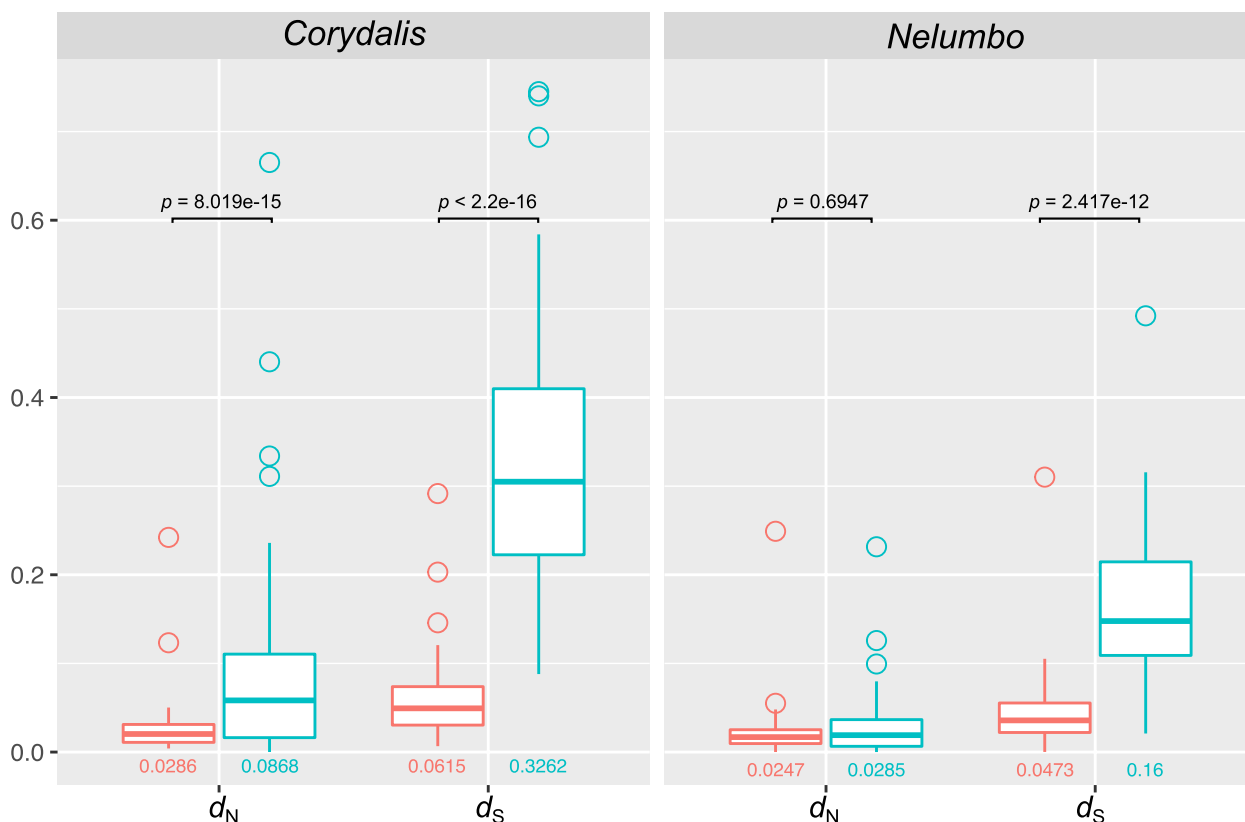 Corydalis
Nelumbo
p = 8.019e-15
p < 2.2e-16
p = 0.6947
p = 2.417e-12
0.6
0.4
0.2
0.0
0.0286
0.0868
0.0615
0.3262
0.0247
0.0285
0.0473
0.16
dN
dS
dN
dS